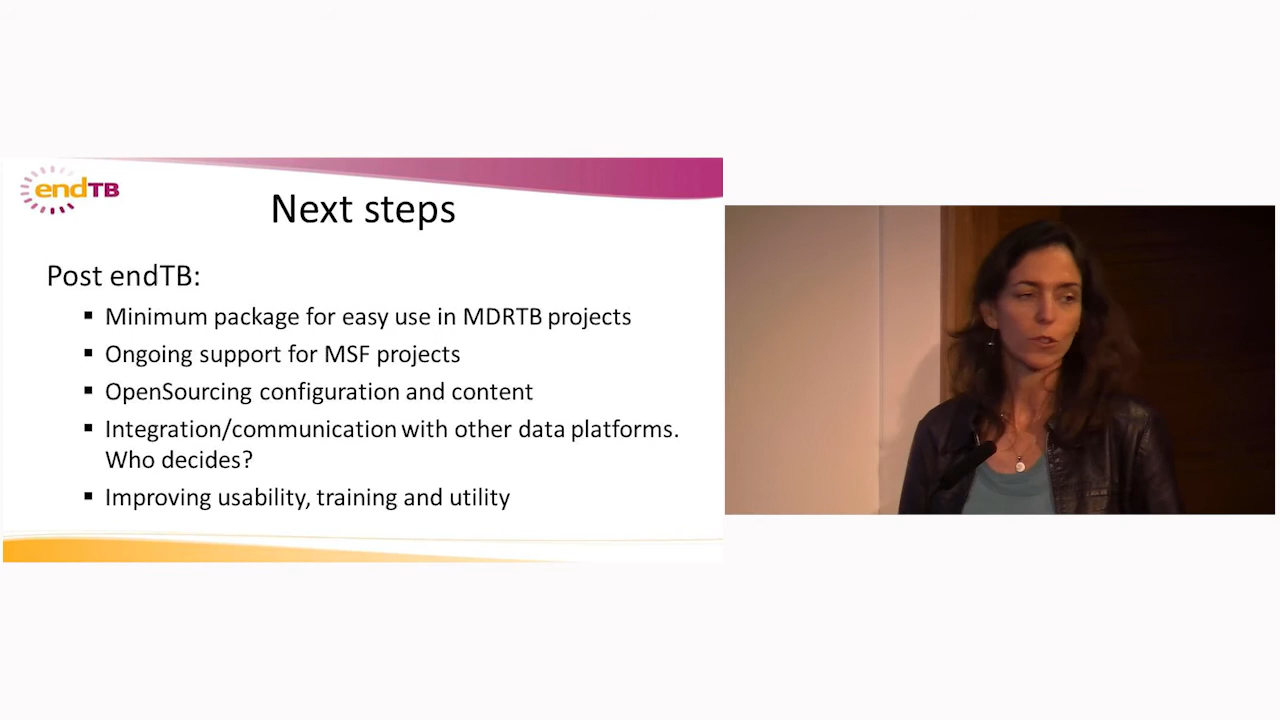 endTB
Next steps
Post endTB:
▪ Minimum package for easy use in MDRTB projects
▪ Ongoing support for MSF projects
▪ OpenSourcing configuration and content
▪ Integration/communication with other data platforms.
Who decides?
▪ Improving usability, training and utility